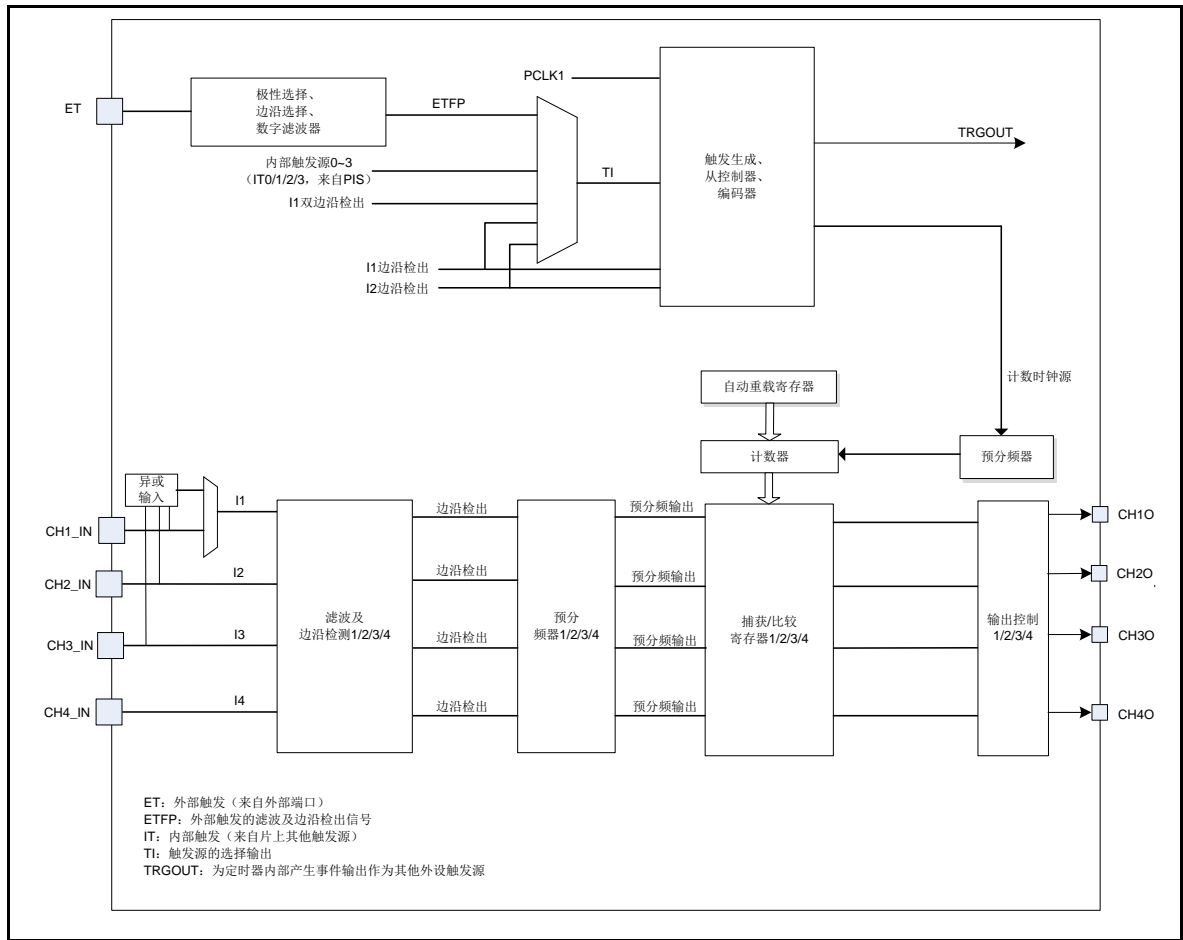 PCLK1
ET
极性选择、
边沿选择、
数字滤波器
ETFP
TRGOUT
内部触发源0~3
（IT0/1/2/3，来自PIS）
TI
触发生成、
从控制器、
编码器
I1双边沿检出
I1边沿检出
I2边沿检出
自动重载寄存器
计数时钟源
计数器
预分频器
异或
输入
I1
边沿检出
预分频输出
CH1_IN
CH1O
I2
边沿检出
预分频输出
CH2_IN
CH2O
滤波及
边沿检测1/2/3/4
预分
频器1/2/3/4
捕获/比较
寄存器1/2/3/4
输出控制
1/2/3/4
I3
边沿检出
预分频输出
CH3_IN
CH3O
I4
边沿检出
预分频输出
CH4_IN
CH4O
ET：外部触发（来自外部端口）
ETFP：外部触发的滤波及边沿检出信号
IT：内部触发（来自片上其他触发源）
TI：触发源的选择输出
TRGOUT：为定时器内部产生事件输出作为其他外设触发源